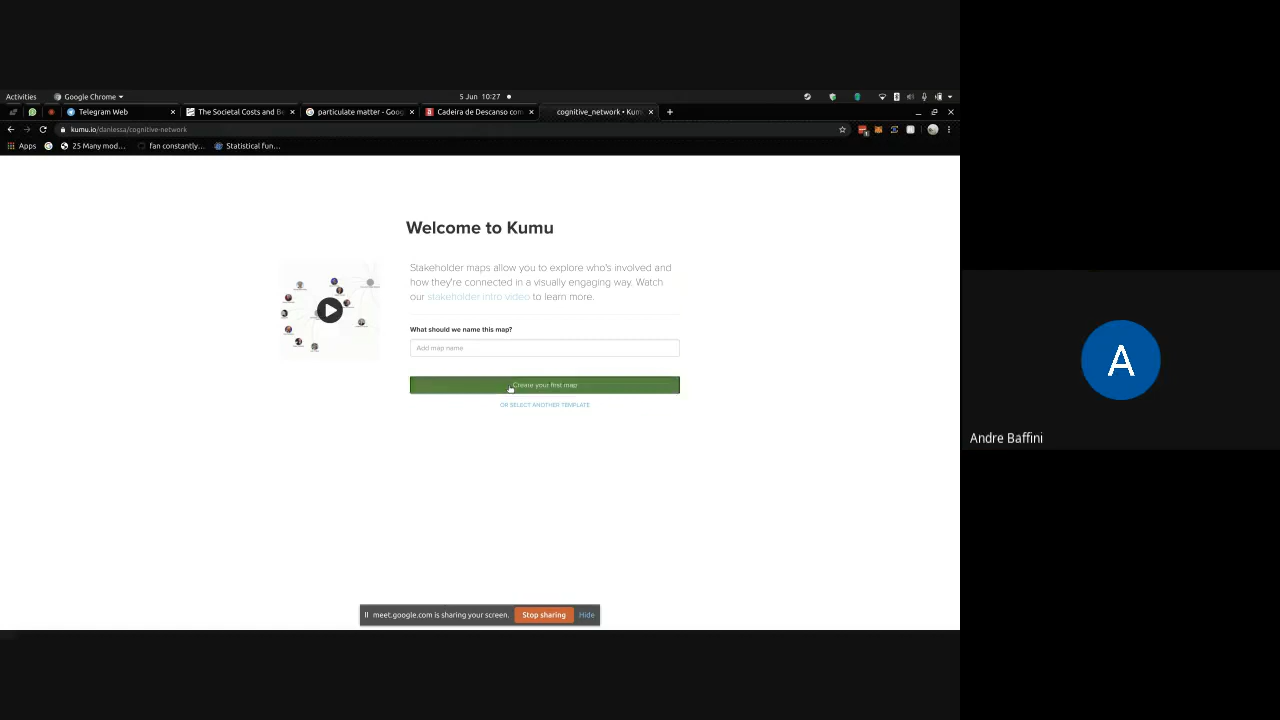 Activities
Google Chrome
5 Jun 10:27
Telegram Web
The Societal Costs and Be
particulate matter - Goog
Cadeira de Descanso com
cognitive_network • Kum
kumu.io/danlessa/cognitive-network
Apps
25 Many mod...
fan constantly...
Statistical fun...
Welcome to Kumu
Stakeholder maps allow you to explore who's involved and
how they're connected in a visually engaging way. Watch
our stakeholder intro video to learn more.
What should we name this map?
Add map name
Create your first map
OR SELECT ANOTHER TEMPLATE
meet.google.com is sharing your screen.
Stop sharing
Hide
A
Andre Baffini